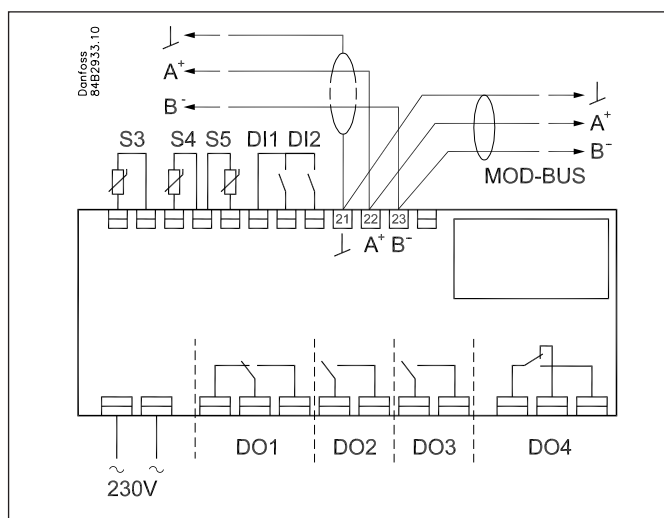 Danfoss
84B2933.10
A+
B-
A+
B-
MOD-BUS
S3 S4 S5 DI1 DI2
21 22 23
A+ B-
DO1 DO2 DO3 DO4
~ ~
230V